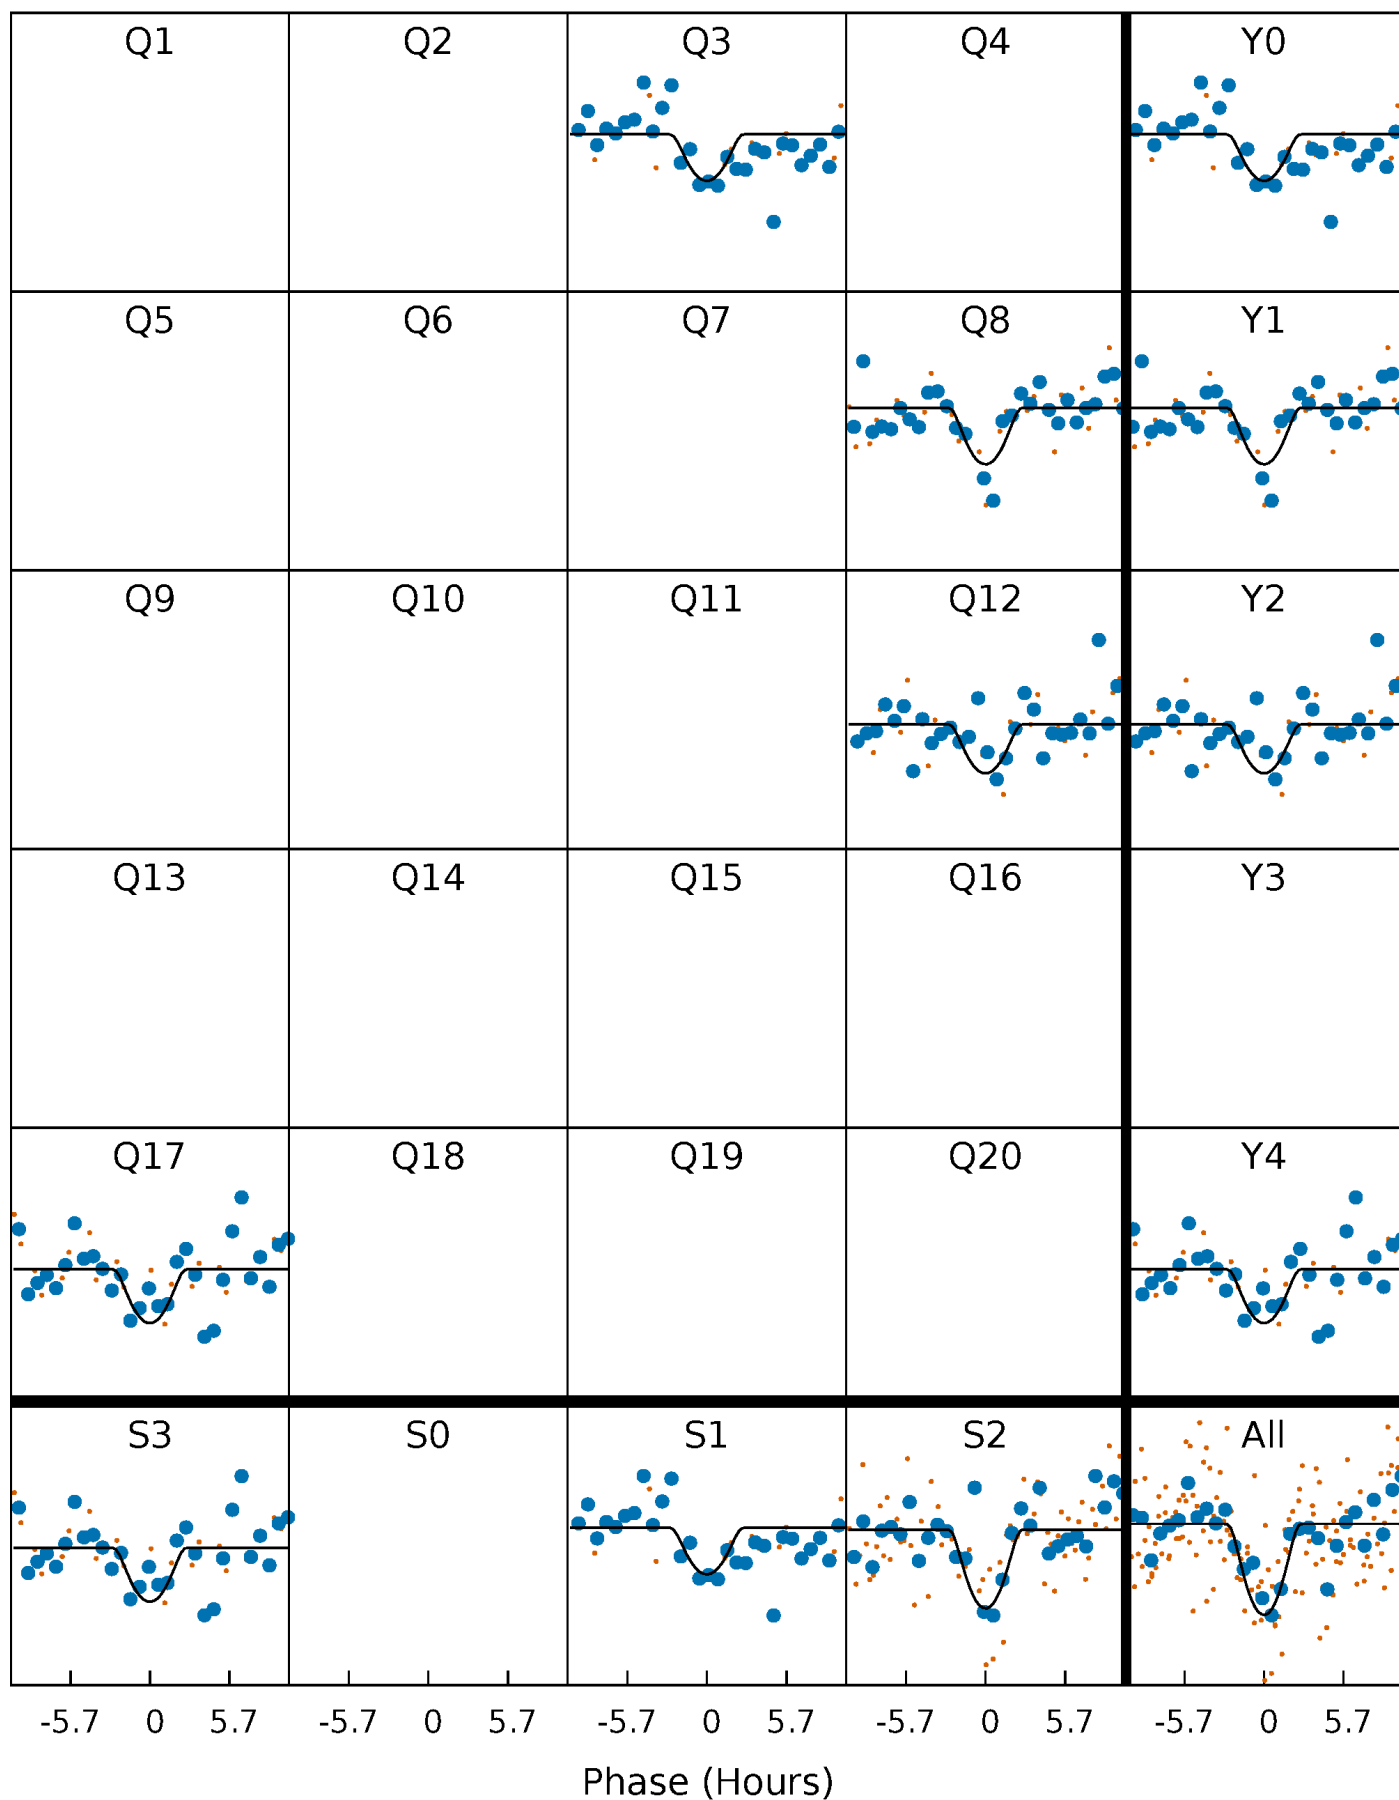 Q1 Q2 Q3 Q4 Y0
Q5 Q6 Q7 Q8 Y1
Q9 Q10 Q11 Q12 Y2
Q13 Q14 Q15 Q16 Y3
Q17 Q18 Q19 Q20 Y4
S3 S0 S1 S2 All
-5.7 0 5.7 -5.7 0 5.7 -5.7 0 5.7 -5.7 0 5.7 -5.7 0 5.7
Phase (Hours)